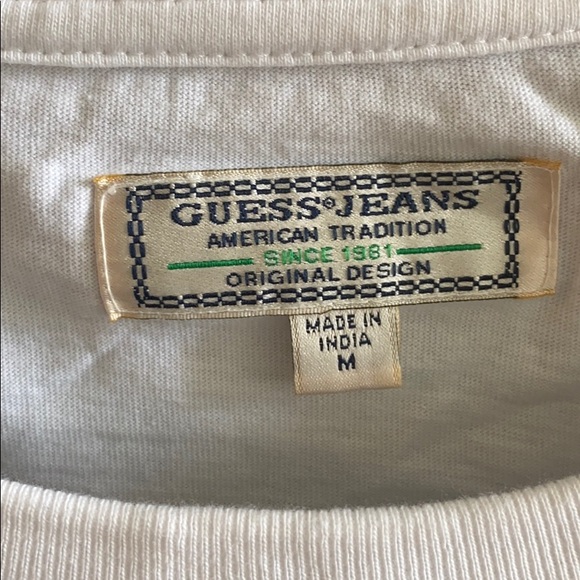 GUESS® JEANS
AMERICAN TRADITION
SINCE 1981
ORIGINAL DESIGN
MADE IN
INDIA
M